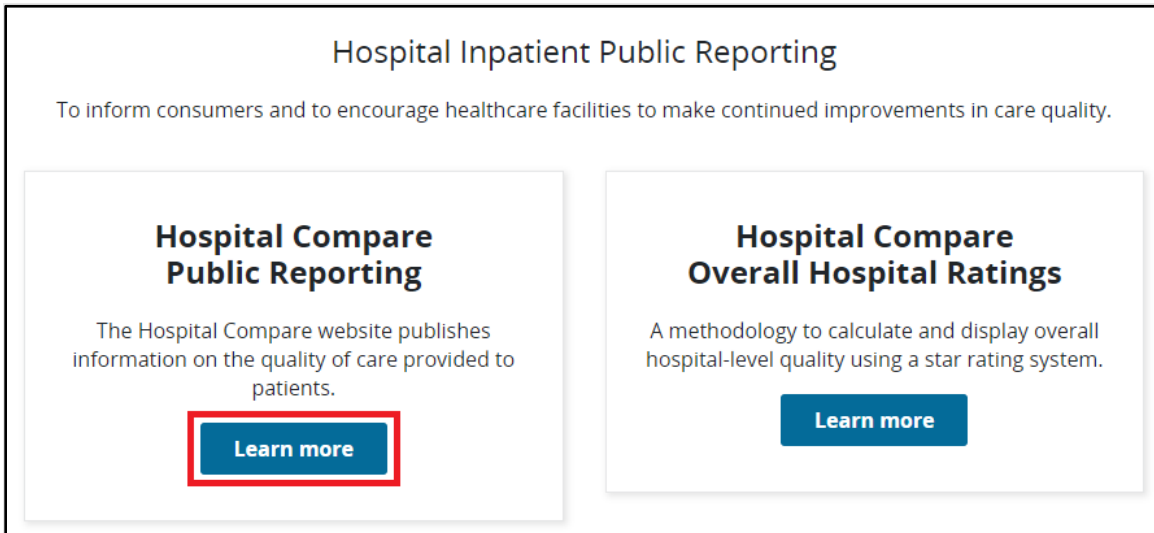 Hospital Inpatient Public Reporting
To inform consumers and to encourage healthcare facilities to make continued improvements in care quality.
Hospital Compare
Public Reporting
The Hospital Compare website publishes
information on the quality of care provided to
patients.
Learn more
Hospital Compare
Overall Hospital Ratings
A methodology to calculate and display overall
hospital-level quality using a star rating system.
Learn more